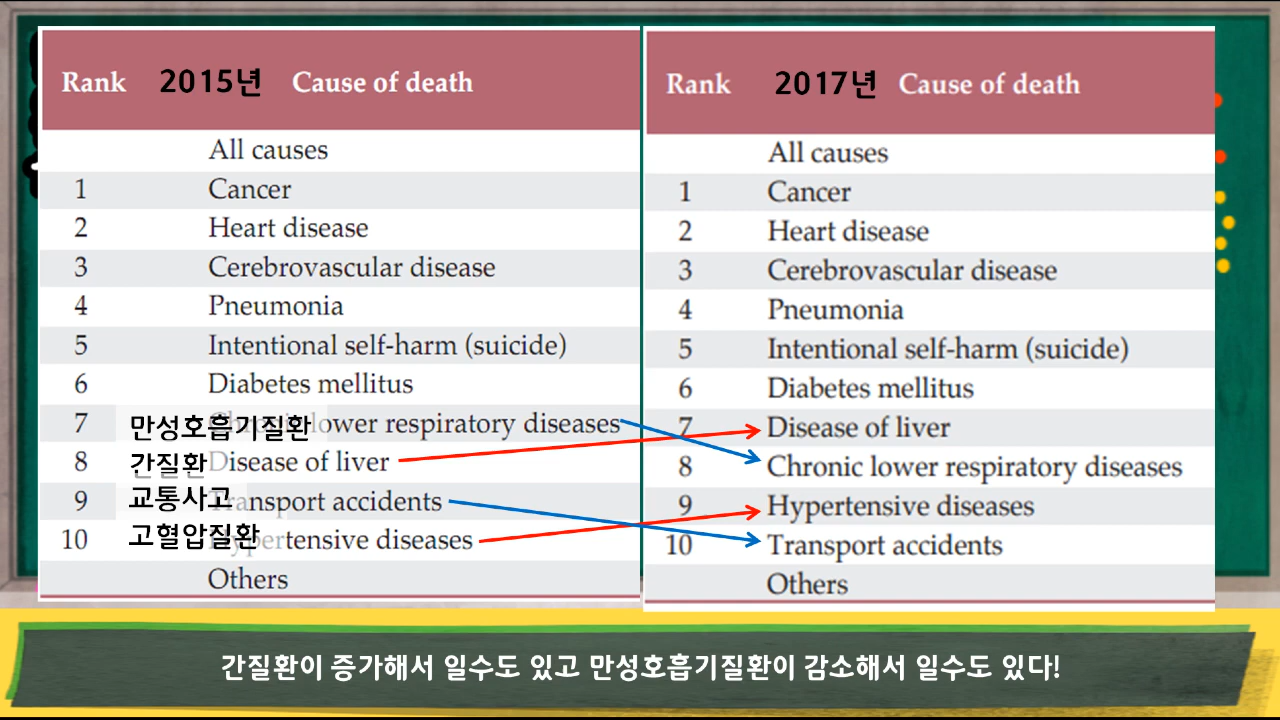 Rank 2015년 Cause of death
All causes
1 Cancer
2 Heart disease
3 Cerebrovascular disease
4 Pneumonia
5 Intentional self-harm (suicide)
6 Diabetes mellitus
7 만성호흡기질환 lower respiratory diseases
8 간질환 Disease of liver
9 교통사고 Transport accidents
10 고혈압질환 Hypertensive diseases
Others
Rank 2017년 Cause of death
All causes
1 Cancer
2 Heart disease
3 Cerebrovascular disease
4 Pneumonia
5 Intentional self-harm (suicide)
6 Diabetes mellitus
7 Disease of liver
8 Chronic lower respiratory diseases
9 Hypertensive diseases
10 Transport accidents
Others
간질환이 증가해서 일수도 있고 만성호흡기질환이 감소해서 일수도 있다!